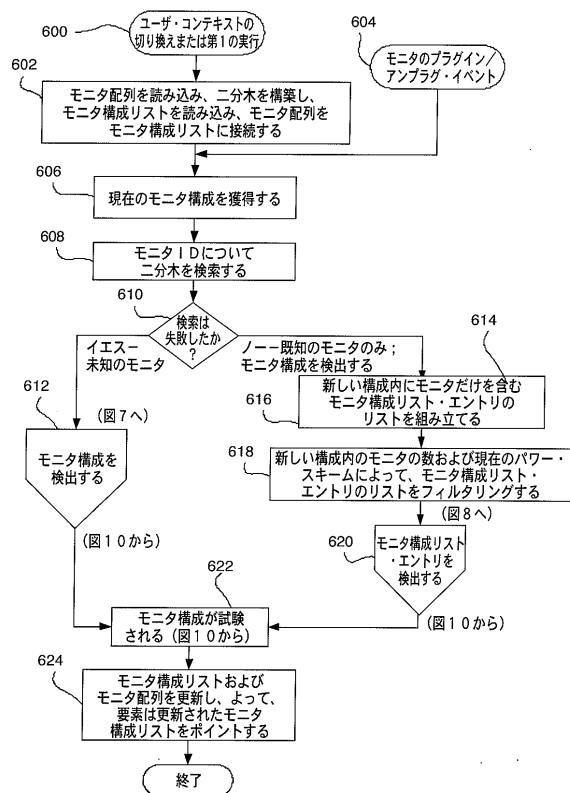 600
ユーザ・コンテキストの
切り換えまたは第1の実行
604
モニタのプラグイン/
アンプラグ・イベント
602
モニタ配列を読み込み、二分木を構築し、
モニタ構成リストを読み込み、モニタ配列を
モニタ構成リストに接続する
606
現在のモニタ構成を獲得する
608
モニタIDについて
二分木を検索する
610
検索は
失敗したか
?
イエスー
未知のモニタ
ノーー既知のモニタのみ;
モニタ構成を検出する
614
612
(図7へ)
モニタ構成を
検出する
(図10から)
616
新しい構成内にモニタだけを含む
モニタ構成リスト・エントリの
リストを組み立てる
618
新しい構成内のモニタの数および現在のパワー・
スキームによって、モニタ構成リスト・
エントリのリストをフィルタリングする
(図8へ)
620
モニタ構成リスト
・エントリを
検出する
(図10から)
622
モニタ構成が試験
される(図10から)
624
モニタ構成リストおよび
モニタ配列を更新し、よって、
要素は更新されたモニタ
構成リストをポイントする
終了